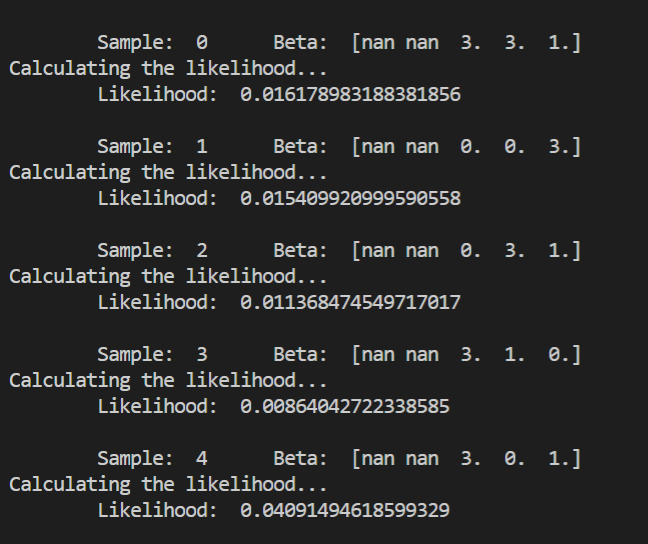 Sample:  0      Beta:  [nan nan  3.  3.  1.]
Calculating the likelihood...
Likelihood:  0.016178983188381856
Sample:  1      Beta:  [nan nan  0.  0.  3.]
Calculating the likelihood...
Likelihood:  0.015409920999590558
Sample:  2      Beta:  [nan nan  0.  3.  1.]
Calculating the likelihood...
Likelihood:  0.011368474549717017
Sample:  3      Beta:  [nan nan  3.  1.  0.]
Calculating the likelihood...
Likelihood:  0.00864042722338585
Sample:  4      Beta:  [nan nan  3.  0.  1.]
Calculating the likelihood...
Likelihood:  0.04091494618599329